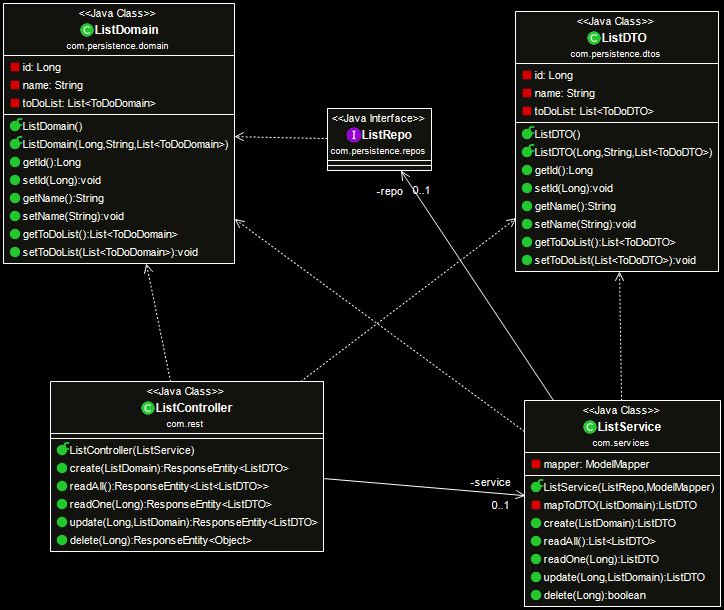 <<Java Class>>
ListDomain
com.persistence.domain
id: Long
name: String
toDoList: List<ToDoDomain>
ListDomain()
ListDomain(Long,String,List<ToDoDomain>)
getId():Long
setId(Long):void
getName():String
setName(String):void
getToDoList():List<ToDoDomain>
setToDoList(List<ToDoDomain>):void
<<Java Interface>>
ListRepo
com.persistence.repos
<<Java Class>>
ListDTO
com.persistence.dtos
id: Long
name: String
toDoList: List<ToDoDTO>
ListDTO()
ListDTO(Long,String,List<ToDoDTO>)
getId():Long
setId(Long):void
getName():String
setName(String):void
getToDoList():List<ToDoDTO>
setToDoList(List<ToDoDTO>):void
-repo 0..1
<<Java Class>>
ListController
com.rest
ListController(ListService)
create(ListDomain):ResponseEntity<ListDTO>
readAll():ResponseEntity<List<ListDTO>>
readOne(Long):ResponseEntity<ListDTO>
update(Long,ListDomain):ResponseEntity<ListDTO>
delete(Long):ResponseEntity<Object>
-service
0..1
<<Java Class>>
ListService
com.services
mapper: ModelMapper
ListService(ListRepo,ModelMapper)
mapToDTO(ListDomain):ListDTO
create(ListDomain):ListDTO
readAll():List<ListDTO>
readOne(Long):ListDTO
update(Long,ListDomain):ListDTO
delete(Long):boolean